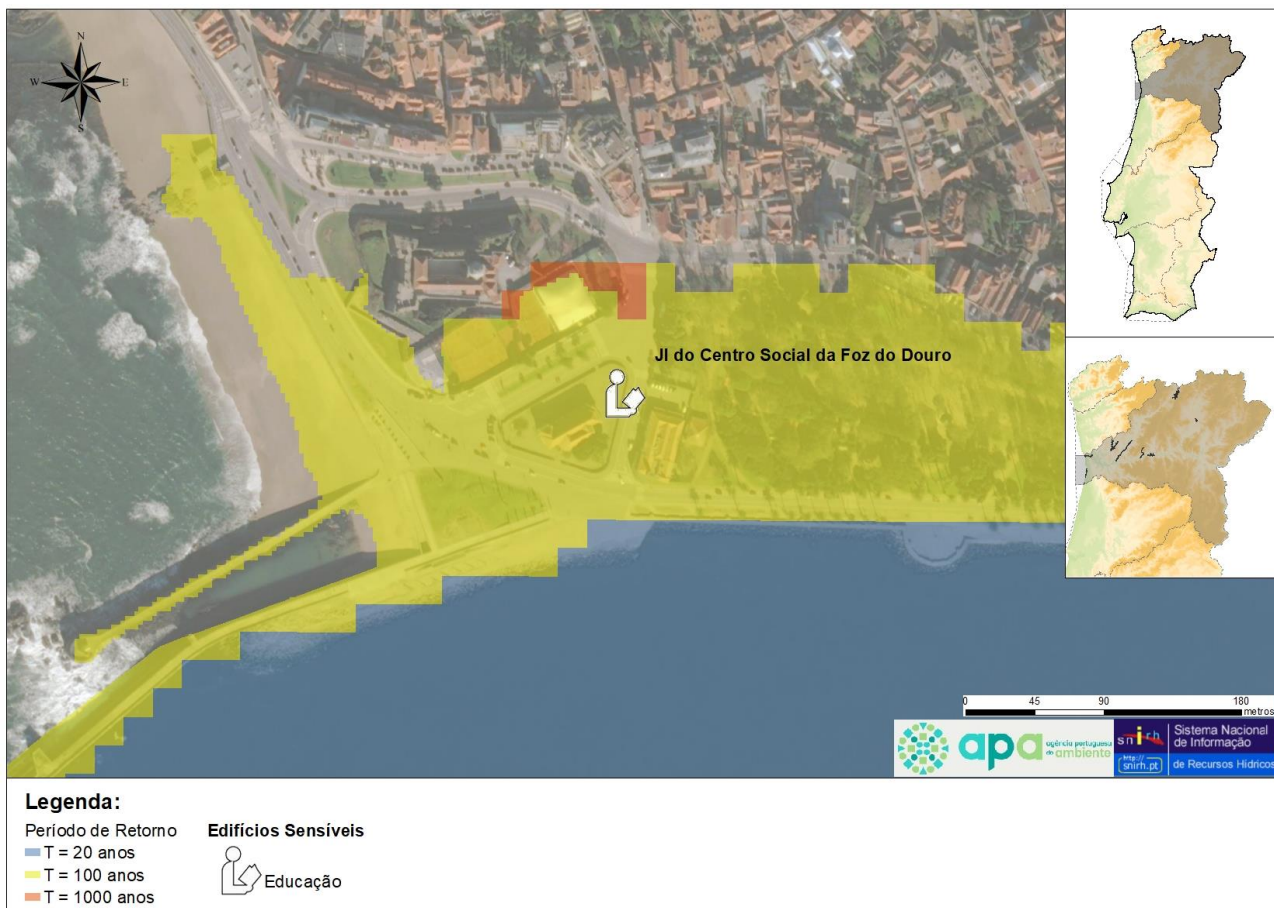 N
W E
S
JI do Centro Social da Foz do Douro
0 45 90 180
metros
apa agência portuguesa
do ambiente
snirh
http://
snirh.pt
Sistema Nacional
de Informação
de Recursos Hídricos
Legenda:
Período de Retorno
T = 20 anos
T = 100 anos
T = 1000 anos
Edifícios Sensíveis
Educação